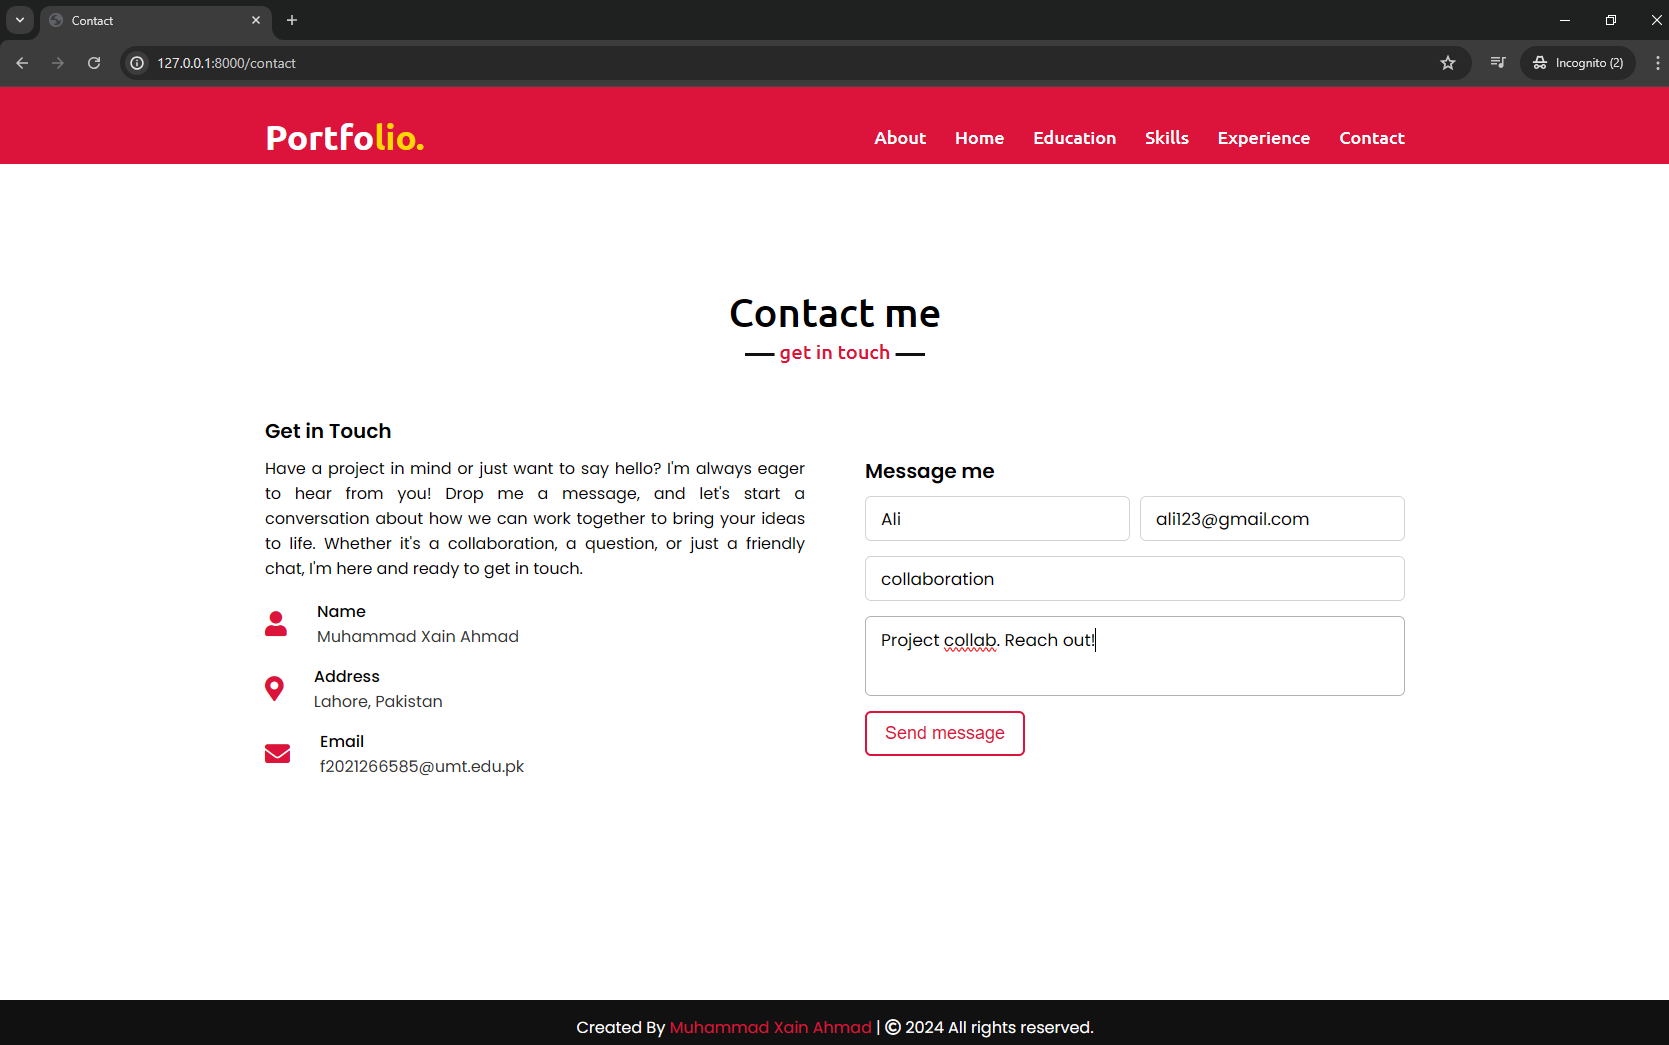 Contact
127.0.0.1:8000/contact
Incognito (2)
Portfolio.
About Home Education Skills Experience Contact
Contact me
get in touch
Get in Touch
Have a project in mind or just want to say hello? I'm always eager
to hear from you! Drop me a message, and let's start a
conversation about how we can work together to bring your ideas
to life. Whether it's a collaboration, a question, or just a friendly
chat, I'm here and ready to get in touch.
Name
Muhammad Xain Ahmad
Address
Lahore, Pakistan
Email
f2021266585@umt.edu.pk
Message me
Ali ali123@gmail.com
collaboration
Project collab. Reach out!
Send message
Created By Muhammad Xain Ahmad | © 2024 All rights reserved.